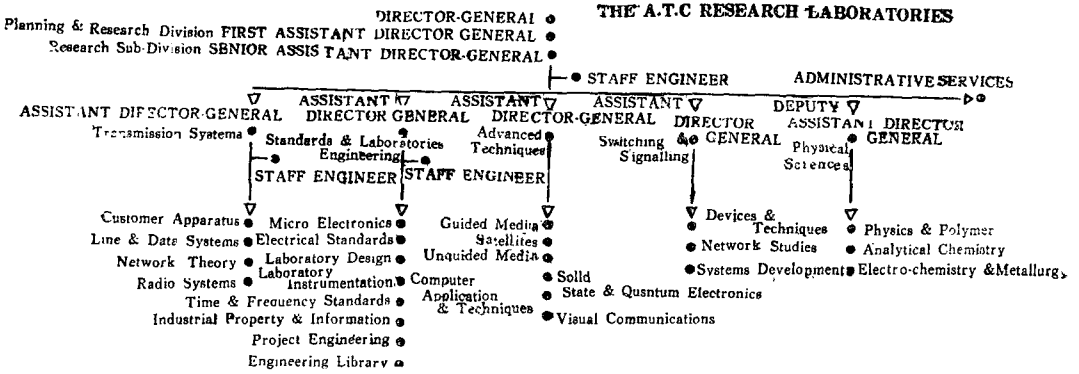 THE A.T.C RESEARCH LABORATORIES
DIRECTOR-GENERAL
Planning & Research Division FIRST ASSISTANT DIRECTOR GENERAL
Research Sub-Division SENIOR ASSISTANT DIRECTOR-GENERAL
STAFF ENGINEER
ADMINISTRATIVE SERVICES
ASSISTANT DIRECTOR-GENERAL
Transmission Systems
STAFF ENGINEER
Customer Apparatus
Line & Data Systems
Network Theory
Radio Systems
ASSISTANT
DIRECTOR GENERAL
Standards & Laboratories
Engineering
STAFF ENGINEER
Micro Electronics
Electrical Standards
Laboratory Design
Laboratory
Instrumentation
Time & Frequency Standards
Industrial Property & Information
Project Engineering
Engineering Library
ASSISTANT
DIRECTOR-GENERAL
Advanced
Techniques
Guided Media
Satellites
Unquided Media
Solid
State & Qusntum Electronics
Computer
Application
& Techniques
Visual Communications
ASSISTANT
DIRECTOR
GENERAL
Switching &
Signalling
Devices &
Techniques
Network Studies
Systems Development
DEPUTY
ASSISTANT DIRECTOR
GENERAL
Physical
Sciences
Physics & Polymer
Analytical Chemistry
Electro-chemistry & Metallurg,